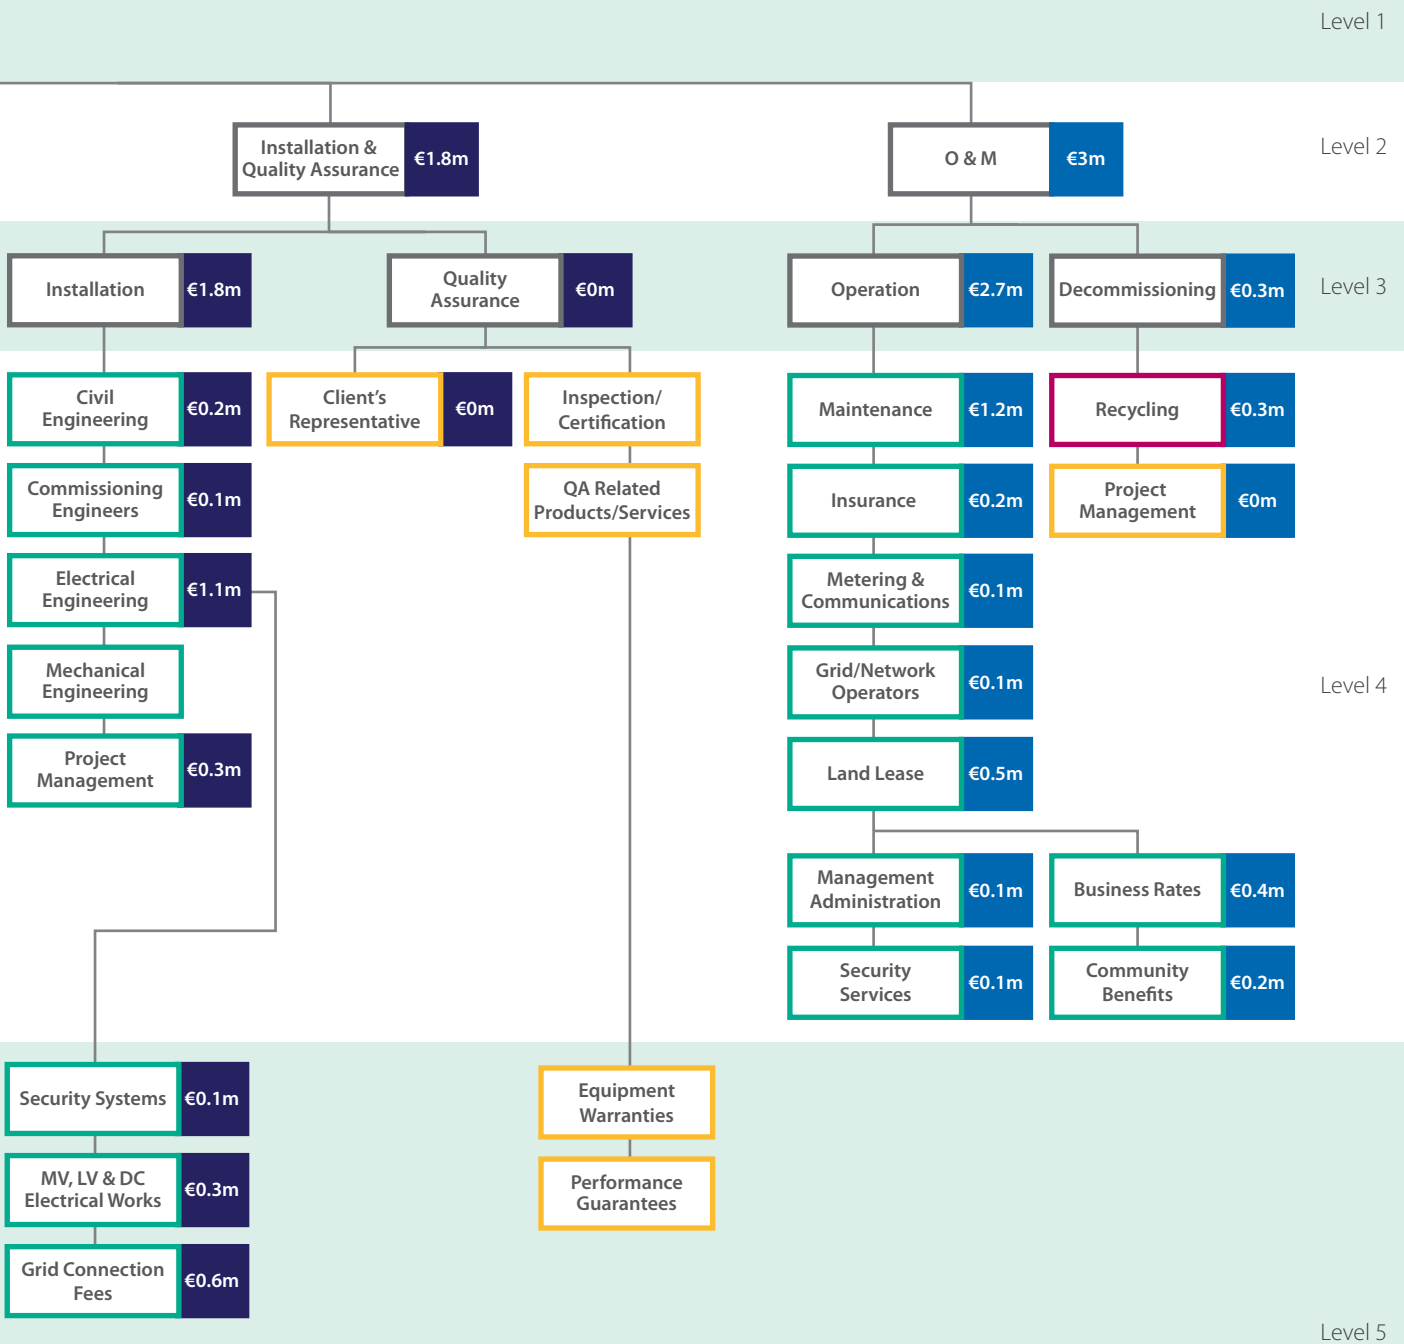 Level 1
Installation &
Quality Assurance
€1.8m
O & M
€3m
Level 2
Installation
€1.8m
Quality
Assurance
€0m
Operation
€2.7m
Decommissioning
€0.3m
Level 3
Civil
Engineering
€0.2m
Client’s
Representative
€0m
Inspection/
Certification
Maintenance
€1.2m
Recycling
€0.3m
Commissioning
Engineers
€0.1m
QA Related
Products/Services
Insurance
€0.2m
Project
Management
€0m
Electrical
Engineering
€1.1m
Metering &
Communications
€0.1m
Mechanical
Engineering
Grid/Network
Operators
€0.1m
Level 4
Project
Management
€0.3m
Land Lease
€0.5m
Management
Administration
€0.1m
Business Rates
€0.4m
Security
Services
€0.1m
Community
Benefits
€0.2m
Security Systems
€0.1m
Equipment
Warranties
MV, LV & DC
Electrical Works
€0.3m
Performance
Guarantees
Grid Connection
Fees
€0.6m
Level 5